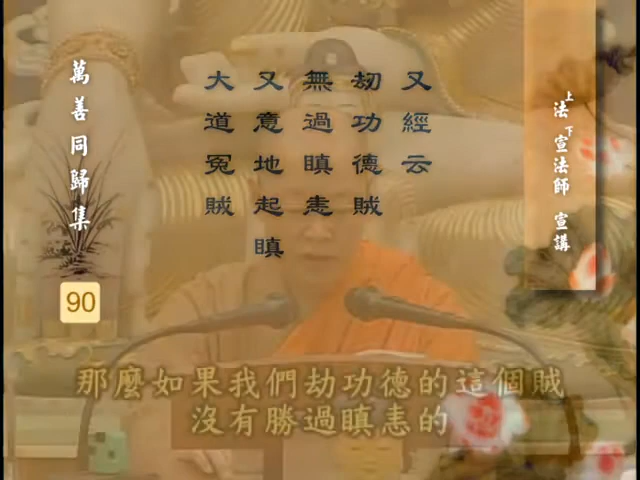 上法下宣法師 宣講
又經云
劫功德賊
無過瞋恚
又意地起瞋
大道冤賊
萬善同歸集
90
那麼如果我們劫功德的這個賊
沒有勝過瞋恚的